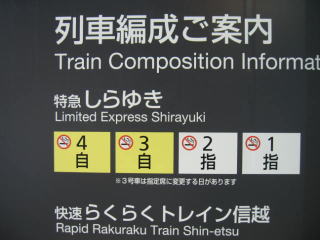 列車編成ご案内
Train Composition Informat
特急しらゆき
Limited Express Shirayuki
4 3 2 1
自 自 指 指
※3号車は指定席に変更する日があります
快速らくらくトレイン信越
Rapid Rakuraku Train Shin-etsu